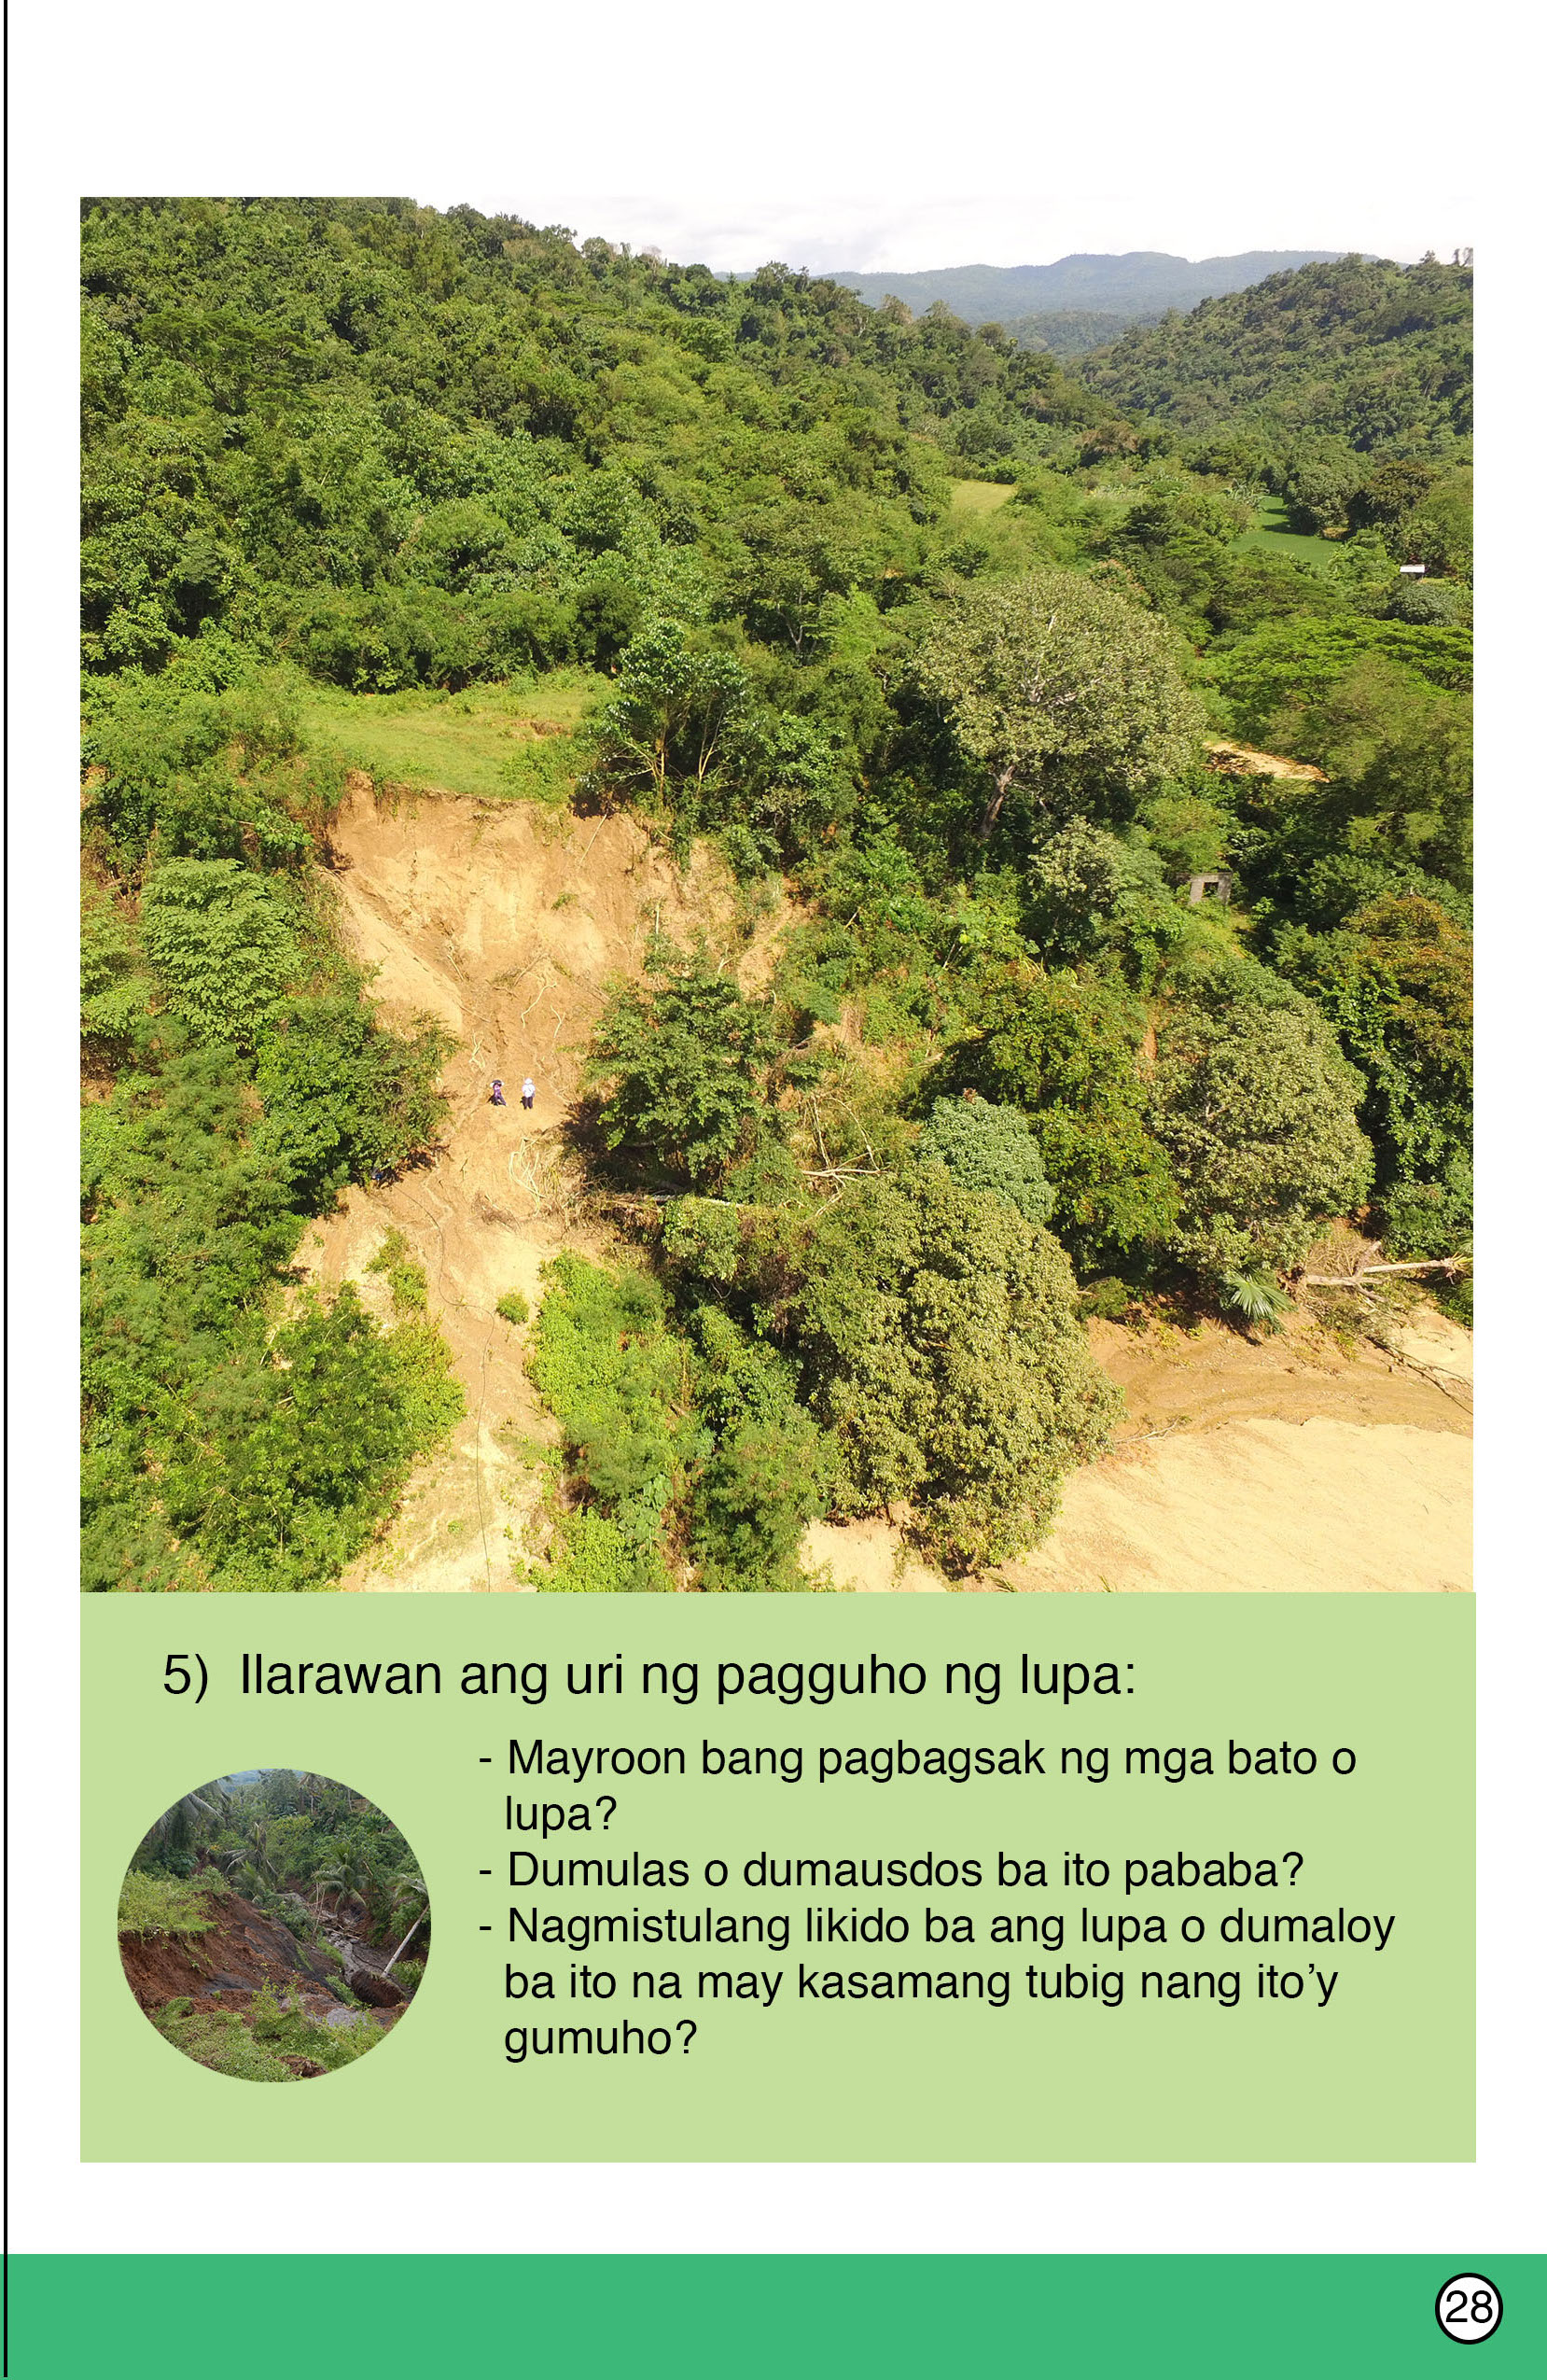 5) Ilarawan ang uri ng pagguho ng lupa:
- Mayroon bang pagbagsak ng mga bato o
lupa?
- Dumulas o dumausdos ba ito pababa?
- Nagmistulang likido ba ang lupa o dumaloy
ba ito na may kasamang tubig nang ito’y
gumuho?
28